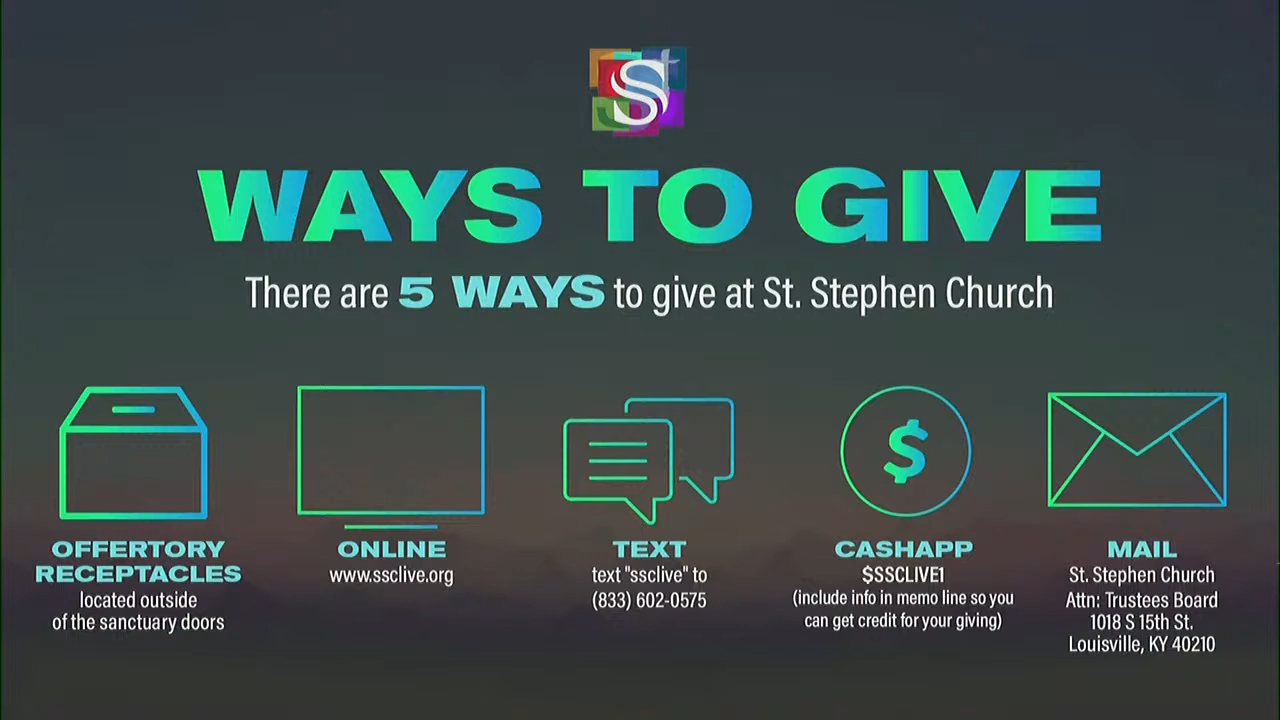 St
S
WAYS TO GIVE
There are 5 WAYS to give at St. Stephen Church
OFFERTORY
RECEPTACLES
located outside
of the sanctuary doors
ONLINE
www.ssclive.org
TEXT
text "ssclive" to
(833) 602-0575
$
CASHAPP
$SSCLIVE1
(include info in memo line so you
can get credit for your giving)
MAIL
St. Stephen Church
Attn: Trustees Board
1018 S 15th St.
Louisville, KY 40210